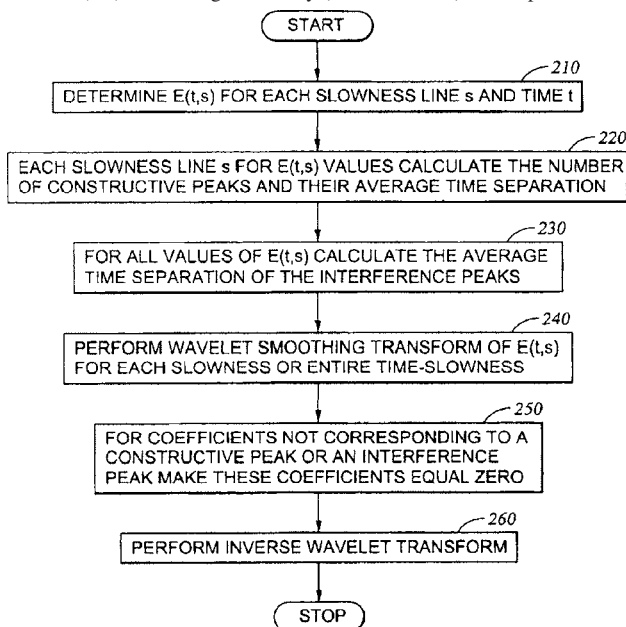 START
210
DETERMINE E(t,s) FOR EACH SLOWNESS LINE s AND TIME t
220
EACH SLOWNESS LINE s FOR E(t,s) VALUES CALCULATE THE NUMBER
OF CONSTRUCTIVE PEAKS AND THEIR AVERAGE TIME SEPARATION
230
FOR ALL VALUES OF E(t,s) CALCULATE THE AVERAGE
TIME SEPARATION OF THE INTERFERENCE PEAKS
240
PERFORM WAVELET SMOOTHING TRANSFORM OF E(t,s)
FOR EACH SLOWNESS OR ENTIRE TIME-SLOWNESS
250
FOR COEFFICIENTS NOT CORRESPONDING TO A
CONSTRUCTIVE PEAK OR AN INTERFERENCE
PEAK MAKE THESE COEFFICIENTS EQUAL ZERO
260
PERFORM INVERSE WAVELET TRANSFORM
STOP